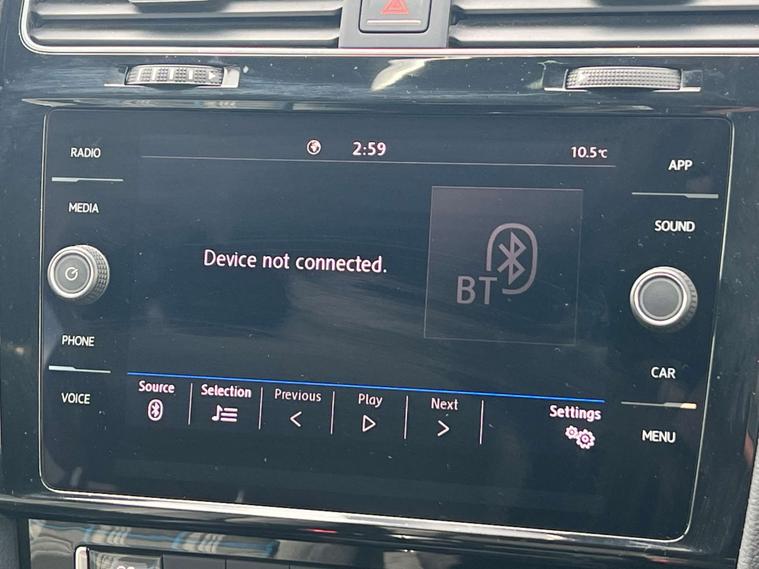 RADIO
MEDIA
PHONE
VOICE
2:59
10.5°C
Device not connected.
BT
Source
Selection
Previous
Play
Next
Settings
APP
SOUND
CAR
MENU